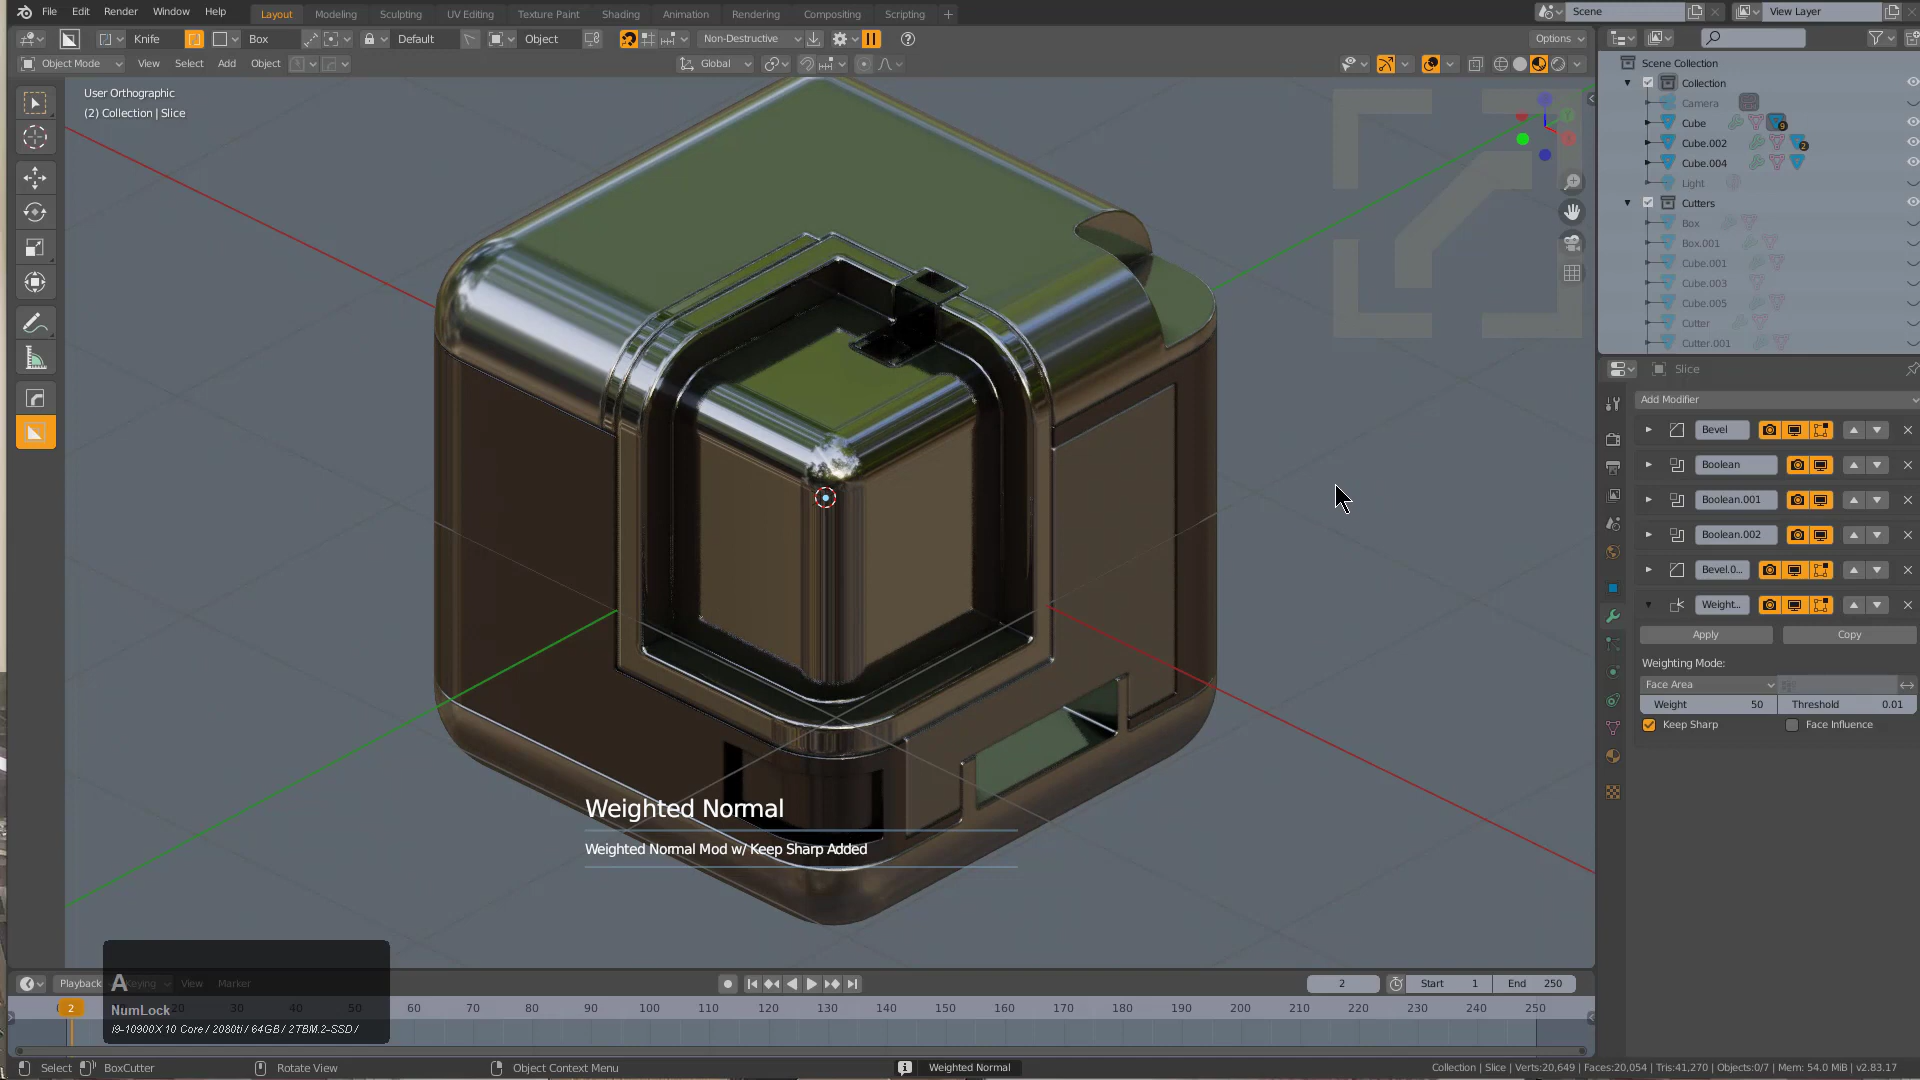 File Edit Render Window Help
Layout Modeling Sculpting UV Editing Texture Paint Shading Animation Rendering Compositing Scripting
Scene View Layer
Knife Box Default Object Non-Destructive Options
Object Mode View Select Add Object Global
User Orthographic
(2) Collection | Slice
Scene Collection
Collection
Camera
Cube 9
Cube.002 2
Cube.004
Light
Cutters
Box
Box.001
Cube.001
Cube.003
Cube.005
Cutter
Cutter.001
Slice
Add Modifier
Bevel
Boolean
Boolean.001
Boolean.002
Bevel.0...
Weight...
Apply Copy
Weighting Mode:
Face Area
Weight 50 Threshold 0.01
Keep Sharp Face Influence
Weighted Normal
Weighted Normal Mod w/ Keep Sharp Added
A
NumLock
i9-10900X 10 Core / 2080ti / 64GB / 2TBM.2-SSD /
Playback Keying View Marker 2 Start 1 End 250
2 20 30 40 50 60 70 80 90 100 110 120 130 140 150 160 170 180 190 200 210 220 230 240 250
Select BoxCutter Rotate View Object Context Menu Weighted Normal Collection | Slice | Verts:20,649 | Faces:20,054 | Tris:41,270 | Objects:0/7 | Mem: 54.0 MiB | v2.83.17